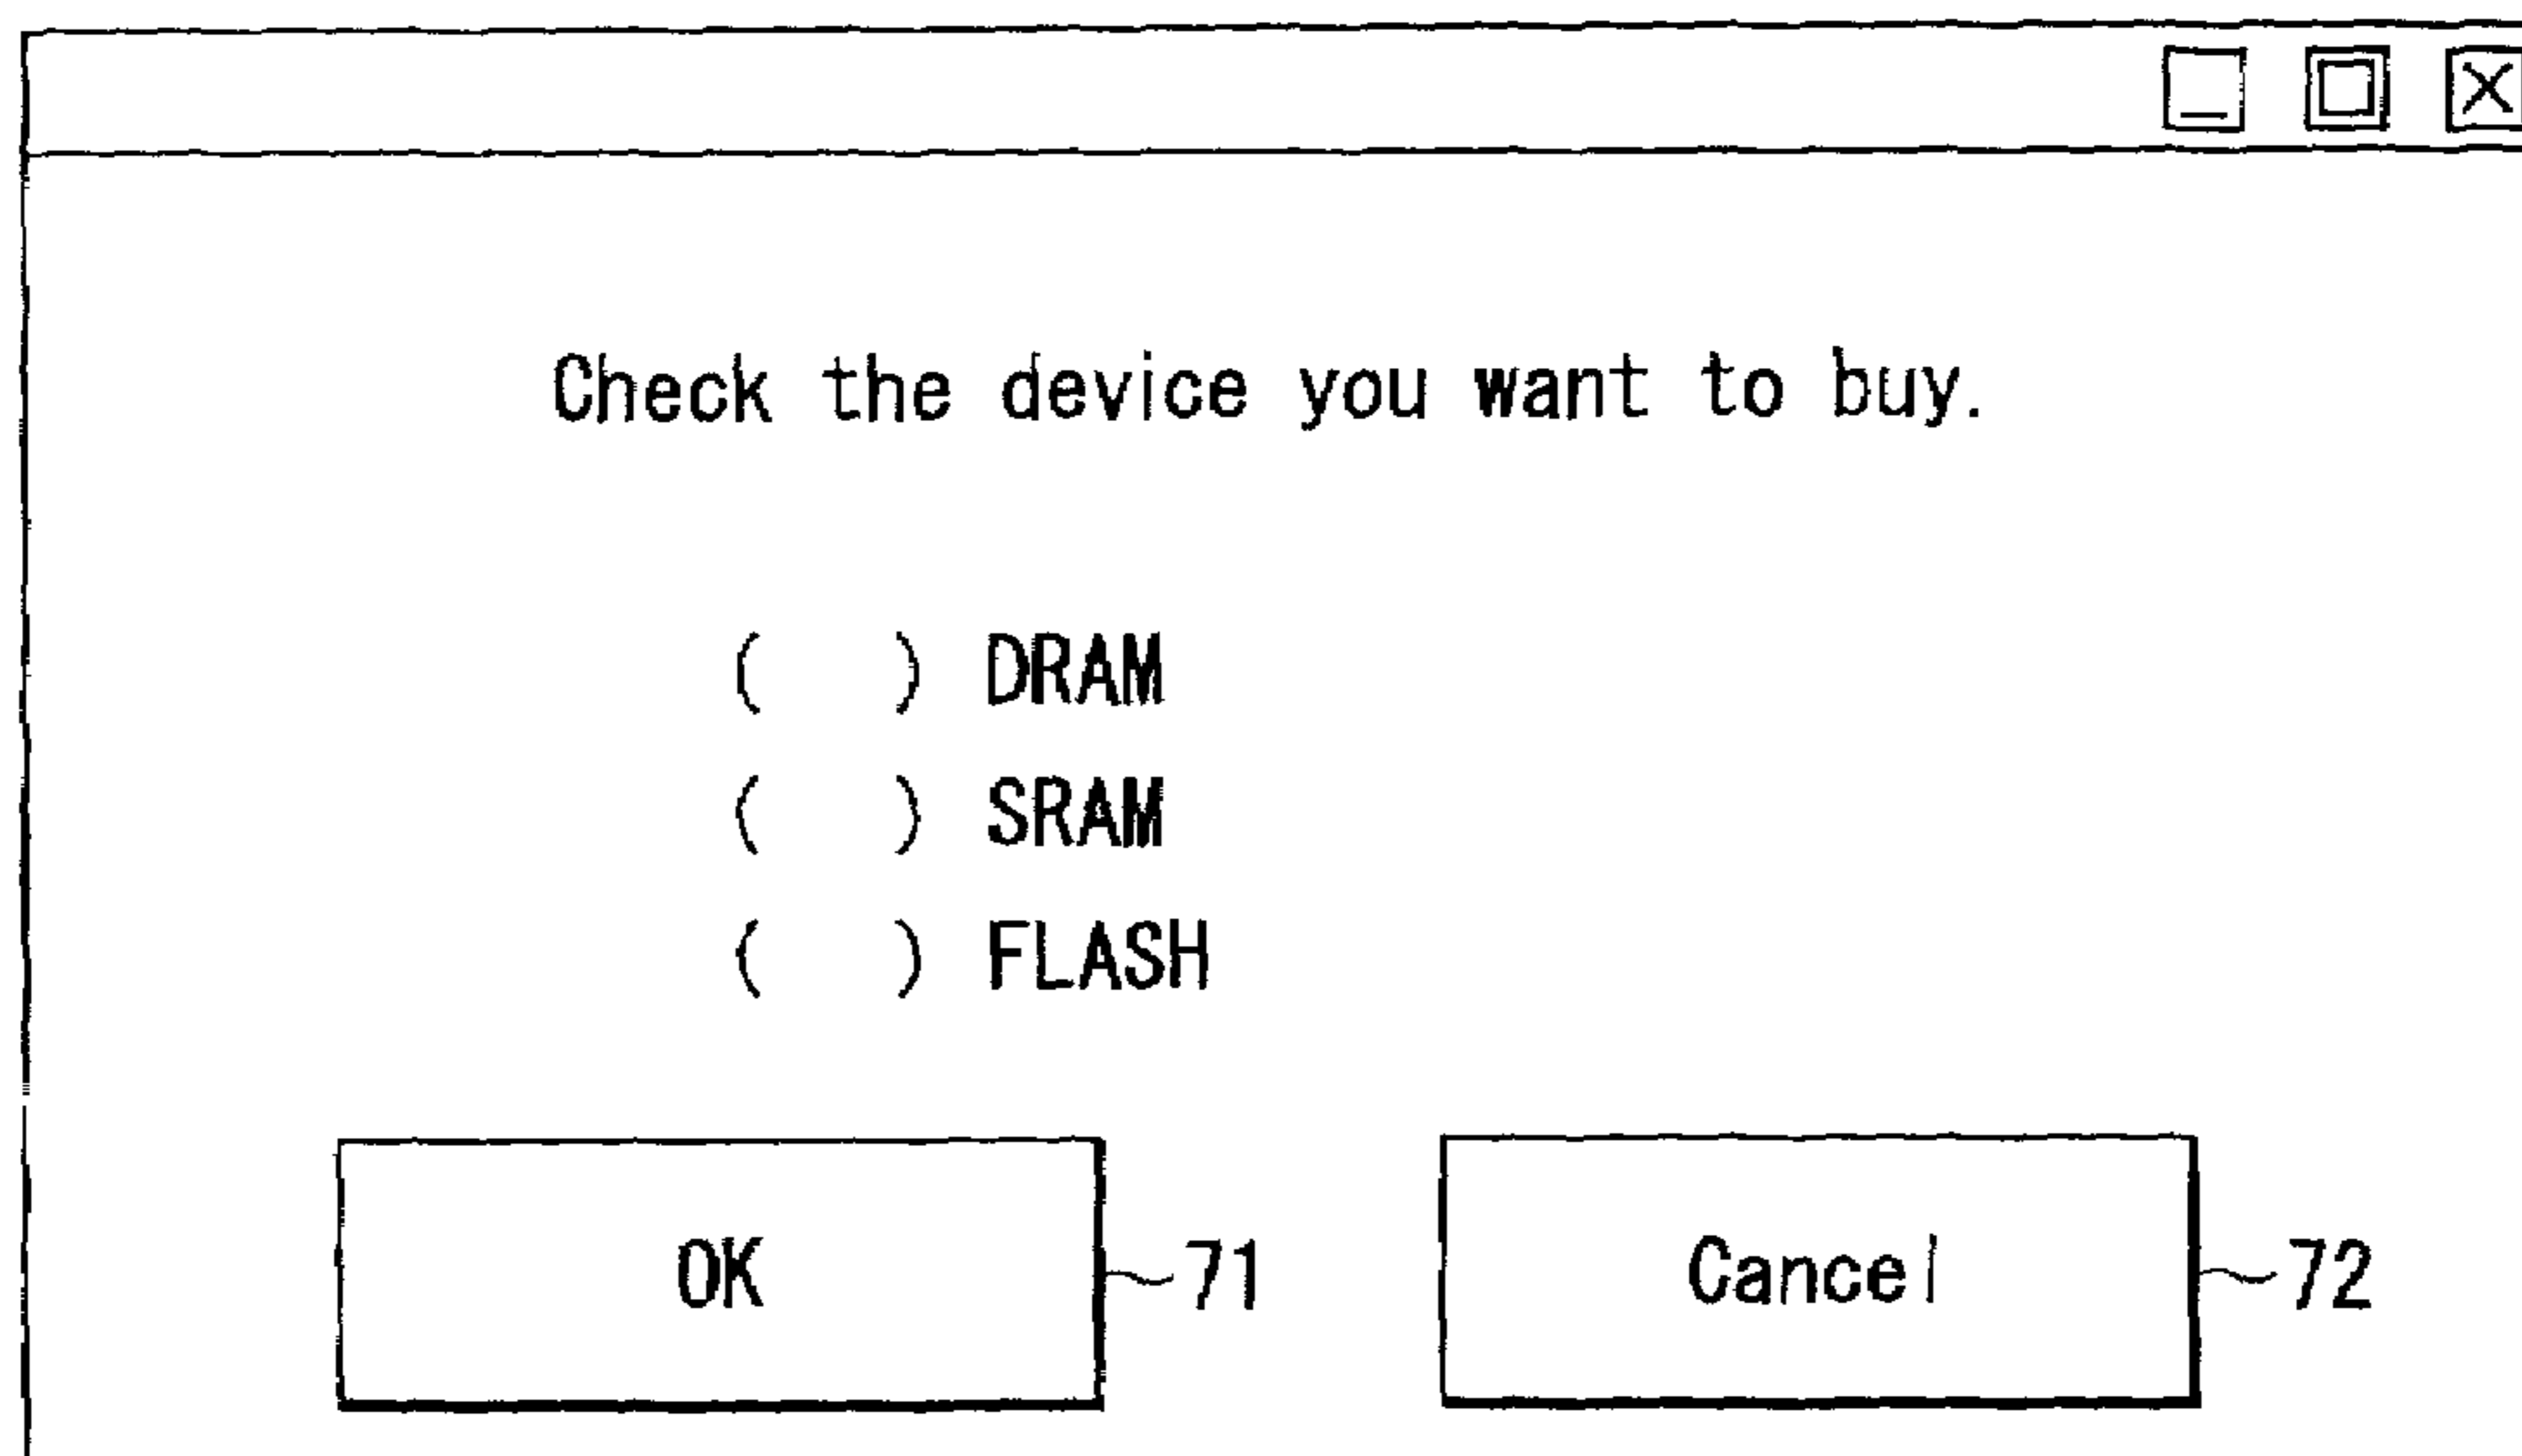 Check the device you want to buy.
( ) DRAM
( ) SRAM
( ) FLASH
OK 71 Cancel 72